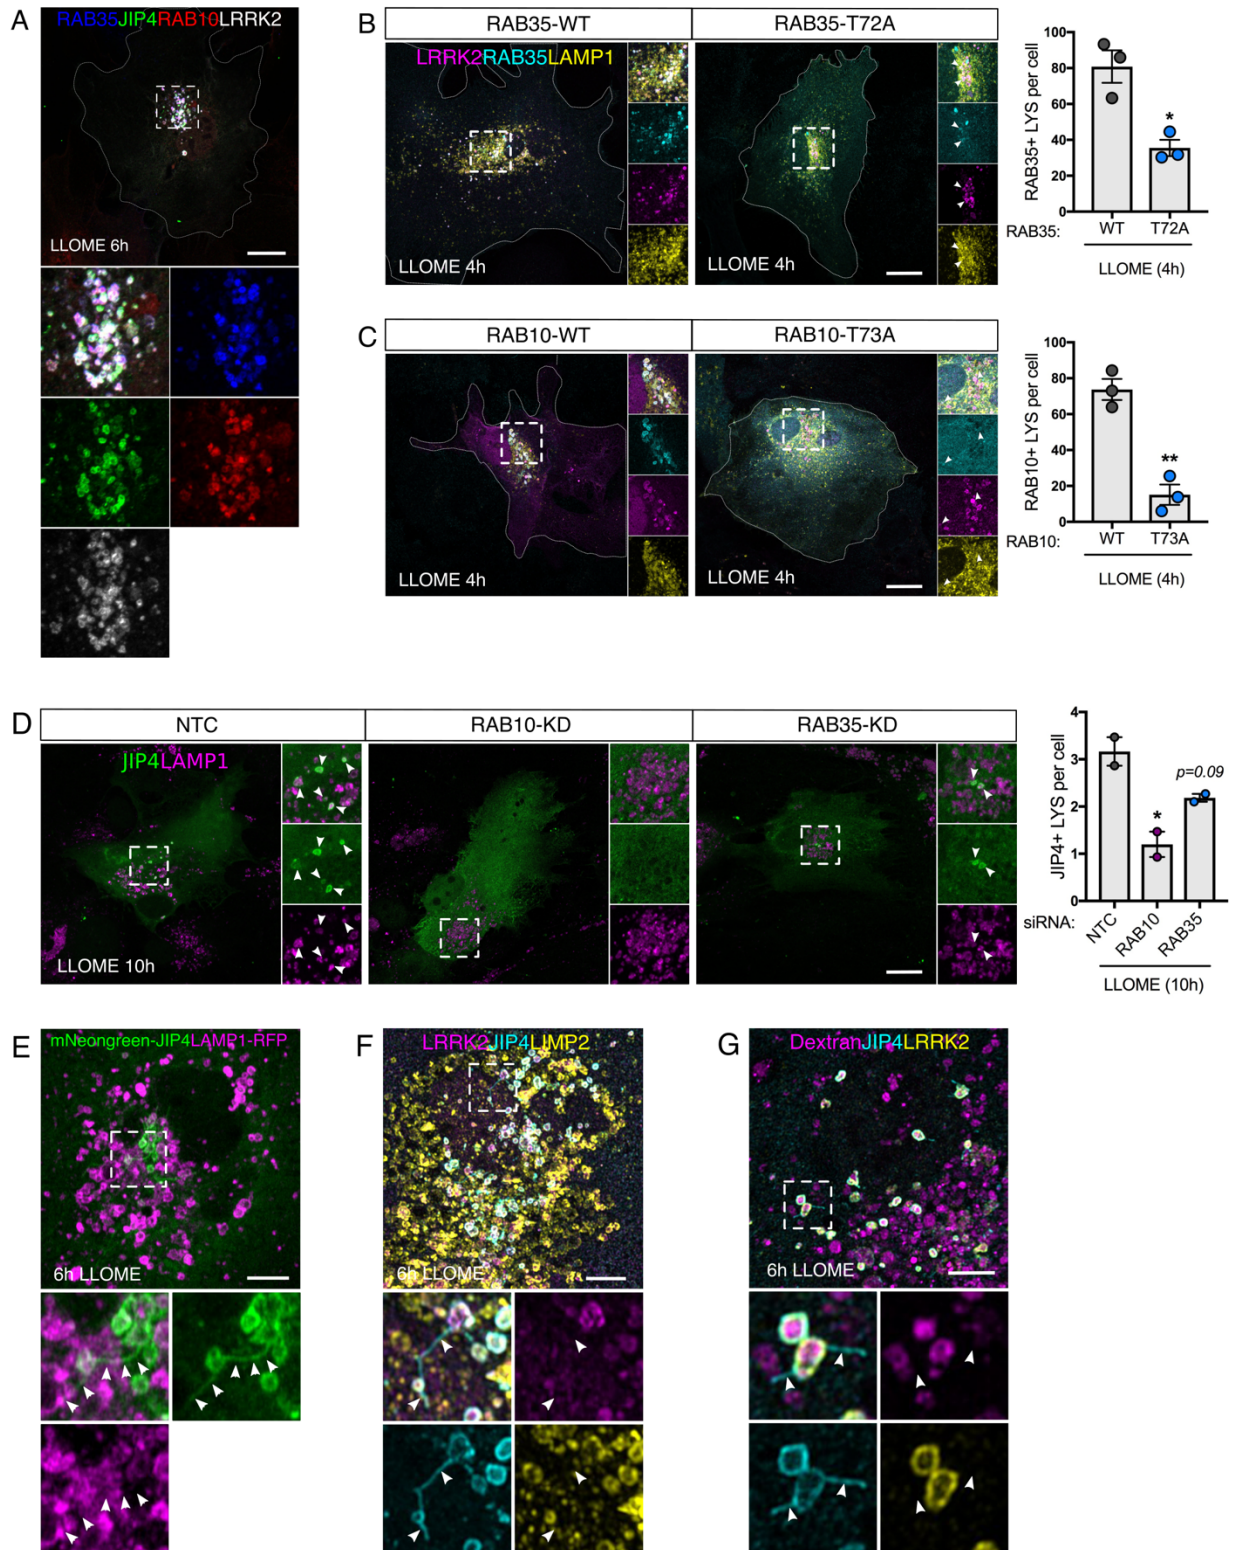 A
RAB35JIP4RAB10LRRK2
LLOME 6h
B
RAB35-WT
RAB35-T72A
LRRK2RAB35LAMP1
LLOME 4h
LLOME 4h
RAB35+ LYS per cell
100
80
60
40
20
0
*
RAB35:
WT
T72A
LLOME (4h)
C
RAB10-WT
RAB10-T73A
LLOME 4h
LLOME 4h
RAB10+ LYS per cell
100
80
60
40
20
0
**
RAB10:
WT
T73A
LLOME (4h)
D
NTC
RAB10-KD
RAB35-KD
JIP4LAMP1
LLOME 10h
JIP4+ LYS per cell
4
3
2
1
0
*
p=0.09
siRNA:
NTC
RAB10
RAB35
LLOME (10h)
E
mNeongreen-JIP4LAMP1-RFP
6h LLOME
F
LRRK2JIP4LIMP2
6h LLOME
G
DextranJIP4LRRK2
6h LLOME